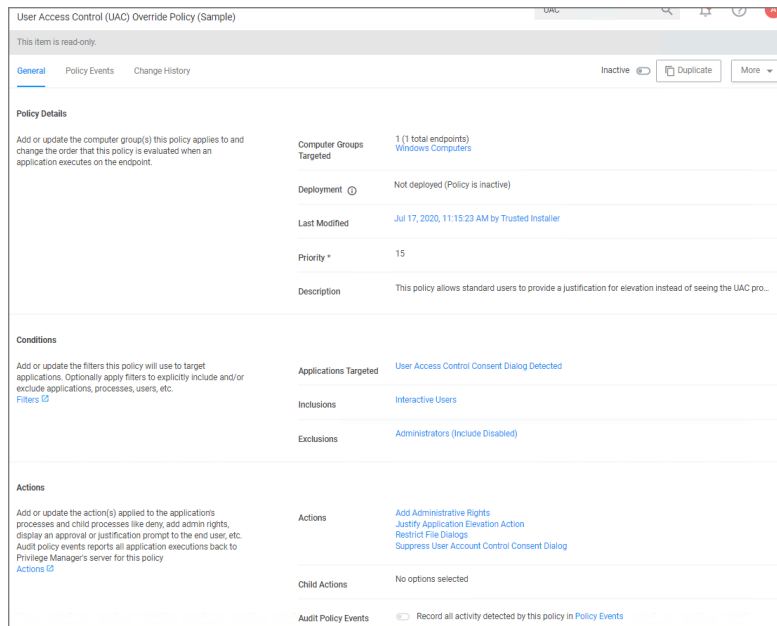 User Access Control (UAC) Override Policy (Sample)
UAC
This item is read-only.
General
Policy Events
Change History
Inactive
Duplicate
More
Policy Details
Add or update the computer group(s) this policy applies to and
change the order that this policy is evaluated when an
application executes on the endpoint.
Computer Groups
Targeted
1 (1 total endpoints)
Windows Computers
Deployment
Not deployed (Policy is inactive)
Last Modified
Jul 17, 2020, 11:15:23 AM by Trusted Installer
Priority *
15
Description
This policy allows standard users to provide a justification for elevation instead of seeing the UAC pro...
Conditions
Add or update the filters this policy will use to target
applications. Optionally apply filters to explicitly include and/or
exclude applications, processes, users, etc.
Filters
Applications Targeted
User Access Control Consent Dialog Detected
Inclusions
Interactive Users
Exclusions
Administrators (Include Disabled)
Actions
Add or update the action(s) applied to the application's
processes and child processes like deny, add admin rights,
display an approval or justification prompt to the end user, etc.
Audit policy events reports all application executions back to
Privilege Manager's server for this policy
Actions
Actions
Add Administrative Rights
Justify Application Elevation Action
Restrict File Dialogs
Suppress User Account Control Consent Dialog
Child Actions
No options selected
Audit Policy Events
Record all activity detected by this policy in Policy Events